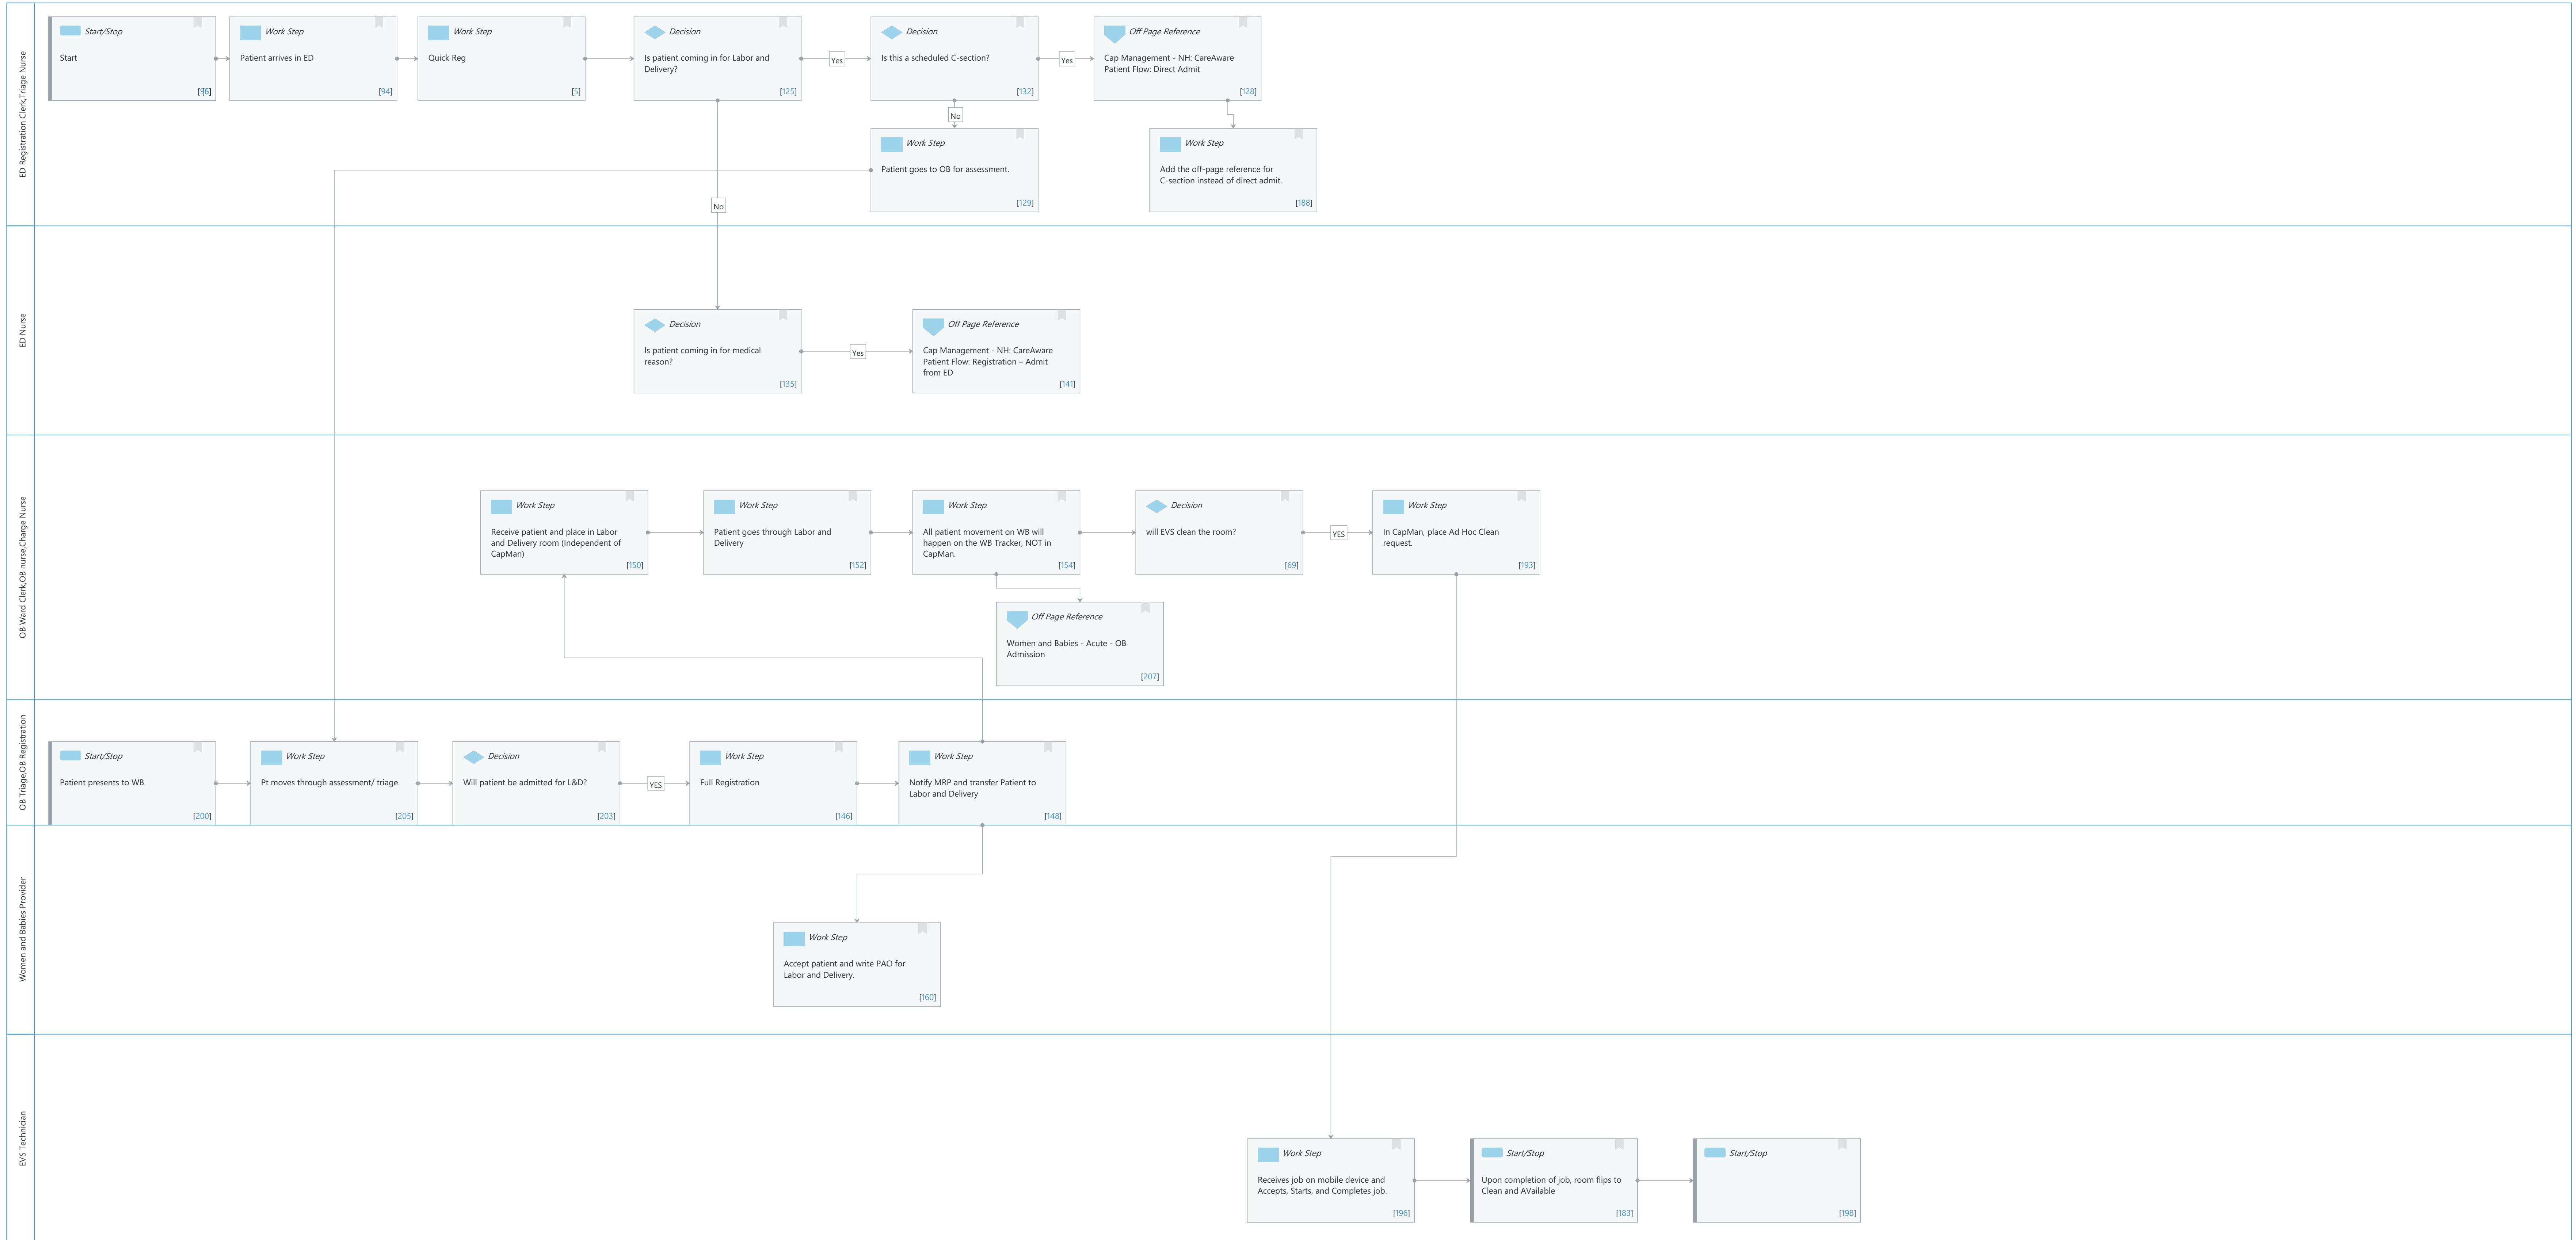 ED Registration Clerk,Triage Nurse
Start/Stop
Start
Work Step
Patient arrives in ED
[94]
Work Step
Quick Reg
[5]
Decision
Is patient coming in for Labor and
Delivery?
[125]
Yes
Decision
Is this a scheduled C-section?
[132]
Yes
Off Page Reference
Cap Management - NH: CareAware
Patient Flow: Direct Admit
[128]
No
Work Step
Patient goes to OB for assessment.
[129]
Work Step
Add the off-page reference for
C-section instead of direct admit.
[188]
No
ED Nurse
Decision
Is patient coming in for medical
reason?
[135]
Yes
Off Page Reference
Cap Management - NH: CareAware
Patient Flow: Registration – Admit
from ED
[141]
OB Ward Clerk,OB nurse,Charge Nurse
Work Step
Receive patient and place in Labor
and Delivery room (Independent of
CapMan)
[150]
Work Step
Patient goes through Labor and
Delivery
[152]
Work Step
All patient movement on WB will
happen on the WB Tracker, NOT in
CapMan.
[154]
Decision
will EVS clean the room?
[69]
YES
Work Step
In CapMan, place Ad Hoc Clean
request.
[193]
Off Page Reference
Women and Babies - Acute - OB
Admission
[207]
OB Triage,OB Registration
Start/Stop
Patient presents to WB.
[200]
Work Step
Pt moves through assessment/ triage.
[205]
Decision
Will patient be admitted for L&D?
[203]
YES
Work Step
Full Registration
[146]
Work Step
Notify MRP and transfer Patient to
Labor and Delivery
[148]
Women and Babies Provider
Work Step
Accept patient and write PAO for
Labor and Delivery.
[160]
EVS Technician
Work Step
Receives job on mobile device and
Accepts, Starts, and Completes job.
[196]
Start/Stop
Upon completion of job, room flips to
Clean and AVailable
[183]
Start/Stop
[198]